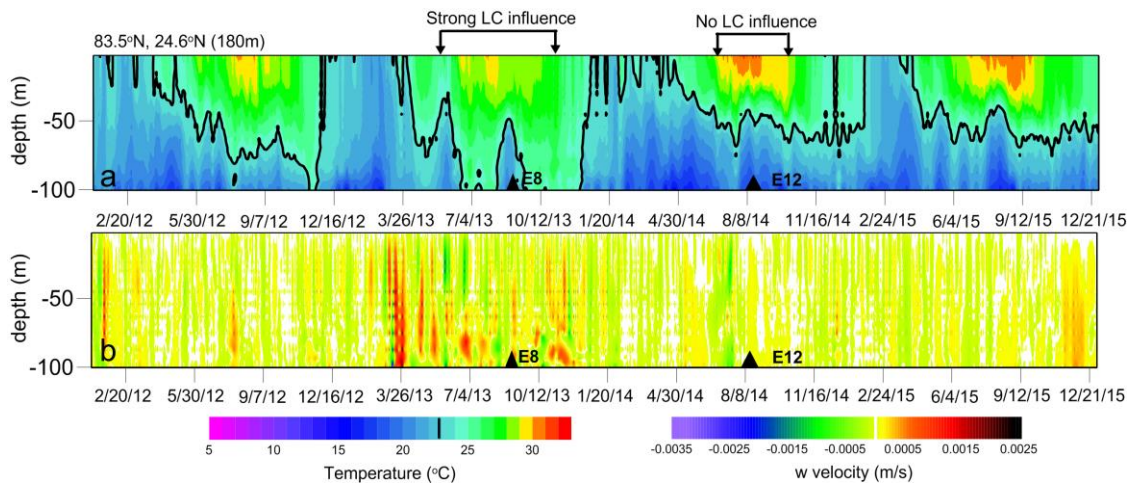 Strong LC influence No LC influence
83.5°N, 24.6°N (180m)
depth (m)
-50
-100
a
E8
E12
2/20/12 5/30/12 9/7/12 12/16/12 3/26/13 7/4/13 10/12/13 1/20/14 4/30/14 8/8/14 11/16/14 2/24/15 6/4/15 9/12/15 12/21/15
depth (m)
-50
-100
b
E8
E12
2/20/12 5/30/12 9/7/12 12/16/12 3/26/13 7/4/13 10/12/13 1/20/14 4/30/14 8/8/14 11/16/14 2/24/15 6/4/15 9/12/15 12/21/15
5 10 15 20 25 30
Temperature (°C)
-0.0035 -0.0025 -0.0015 -0.0005 0.0005 0.0015 0.0025
w velocity (m/s)